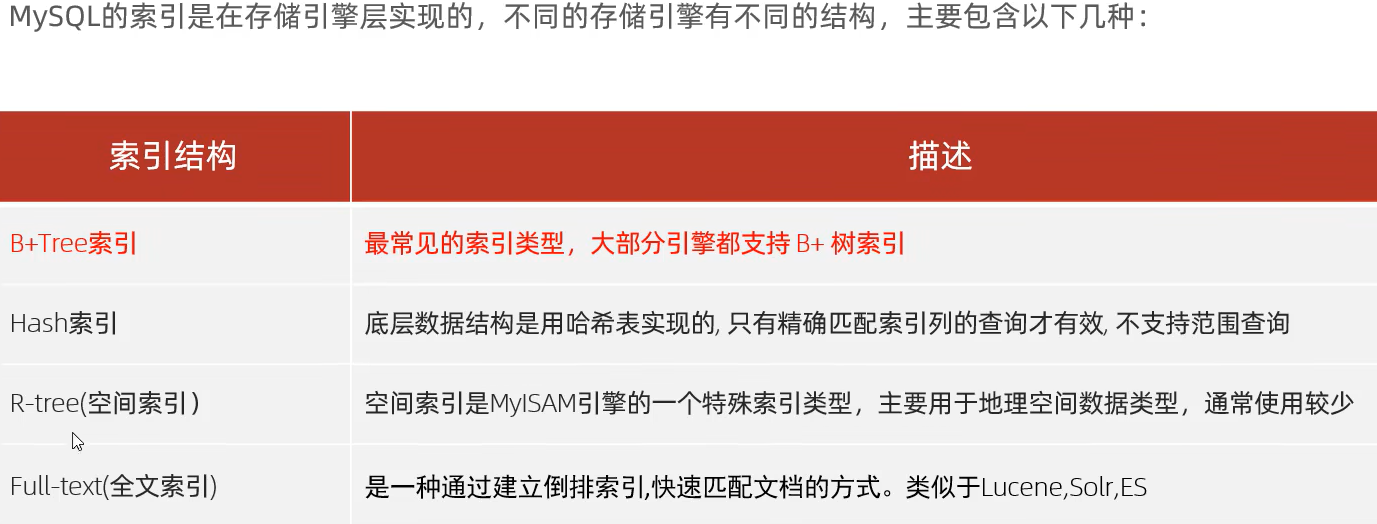 MySQL的索引是在存储引擎层实现的，不同的存储引擎有不同的结构，主要包含以下几种：
索引结构 描述
B+Tree索引 最常见的索引类型，大部分引擎都支持 B+ 树索引
Hash索引 底层数据结构是用哈希表实现的, 只有精确匹配索引列的查询才有效, 不支持范围查询
R-tree(空间索引） 空间索引是MyISAM引擎的一个特殊索引类型，主要用于地理空间数据类型，通常使用较少
Full-text(全文索引) 是一种通过建立倒排索引,快速匹配文档的方式。类似于Lucene,Solr,ES